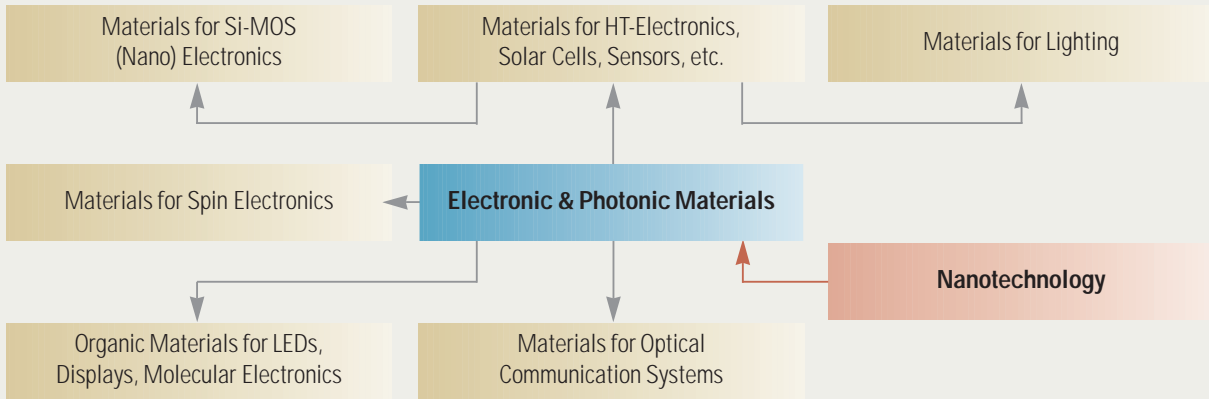 Materials for Si-MOS
(Nano) Electronics
Materials for HT-Electronics,
Solar Cells, Sensors, etc.
Materials for Lighting
Materials for Spin Electronics
Electronic & Photonic Materials
Nanotechnology
Organic Materials for LEDs,
Displays, Molecular Electronics
Materials for Optical
Communication Systems